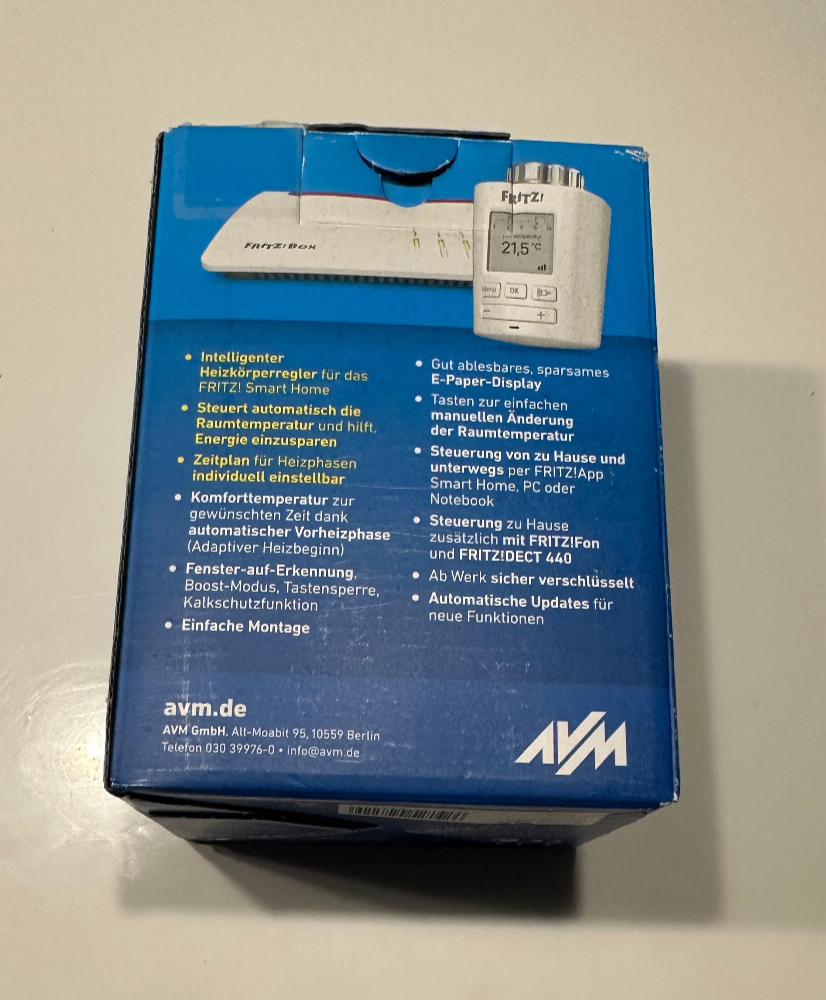 FRITZ!BOX
FRITZ!
21,5 °C
OK
Intelligenter
Heizkörperregler für das
FRITZ! Smart Home
Steuert automatisch die
Raumtemperatur und hilft,
Energie einzusparen
Zeitplan für Heizphasen
individuell einstellbar
Komforttemperatur zur
gewünschten Zeit dank
automatischer Vorheizphase
(Adaptiver Heizbeginn)
Fenster-auf-Erkennung,
Boost-Modus, Tastensperre,
Kalkschutzfunktion
Einfache Montage
Gut ablesbares, sparsames
E-Paper-Display
Tasten zur einfachen
manuellen Änderung
der Raumtemperatur
Steuerung von zu Hause und
unterwegs per FRITZ!App
Smart Home, PC oder
Notebook
Steuerung zu Hause
zusätzlich mit FRITZ!Fon
und FRITZ!DECT 440
Ab Werk sicher verschlüsselt
Automatische Updates für
neue Funktionen
avm.de
AVM GmbH, Alt-Moabit 95, 10559 Berlin
Telefon 030 39976-0 • info@avm.de
AVM